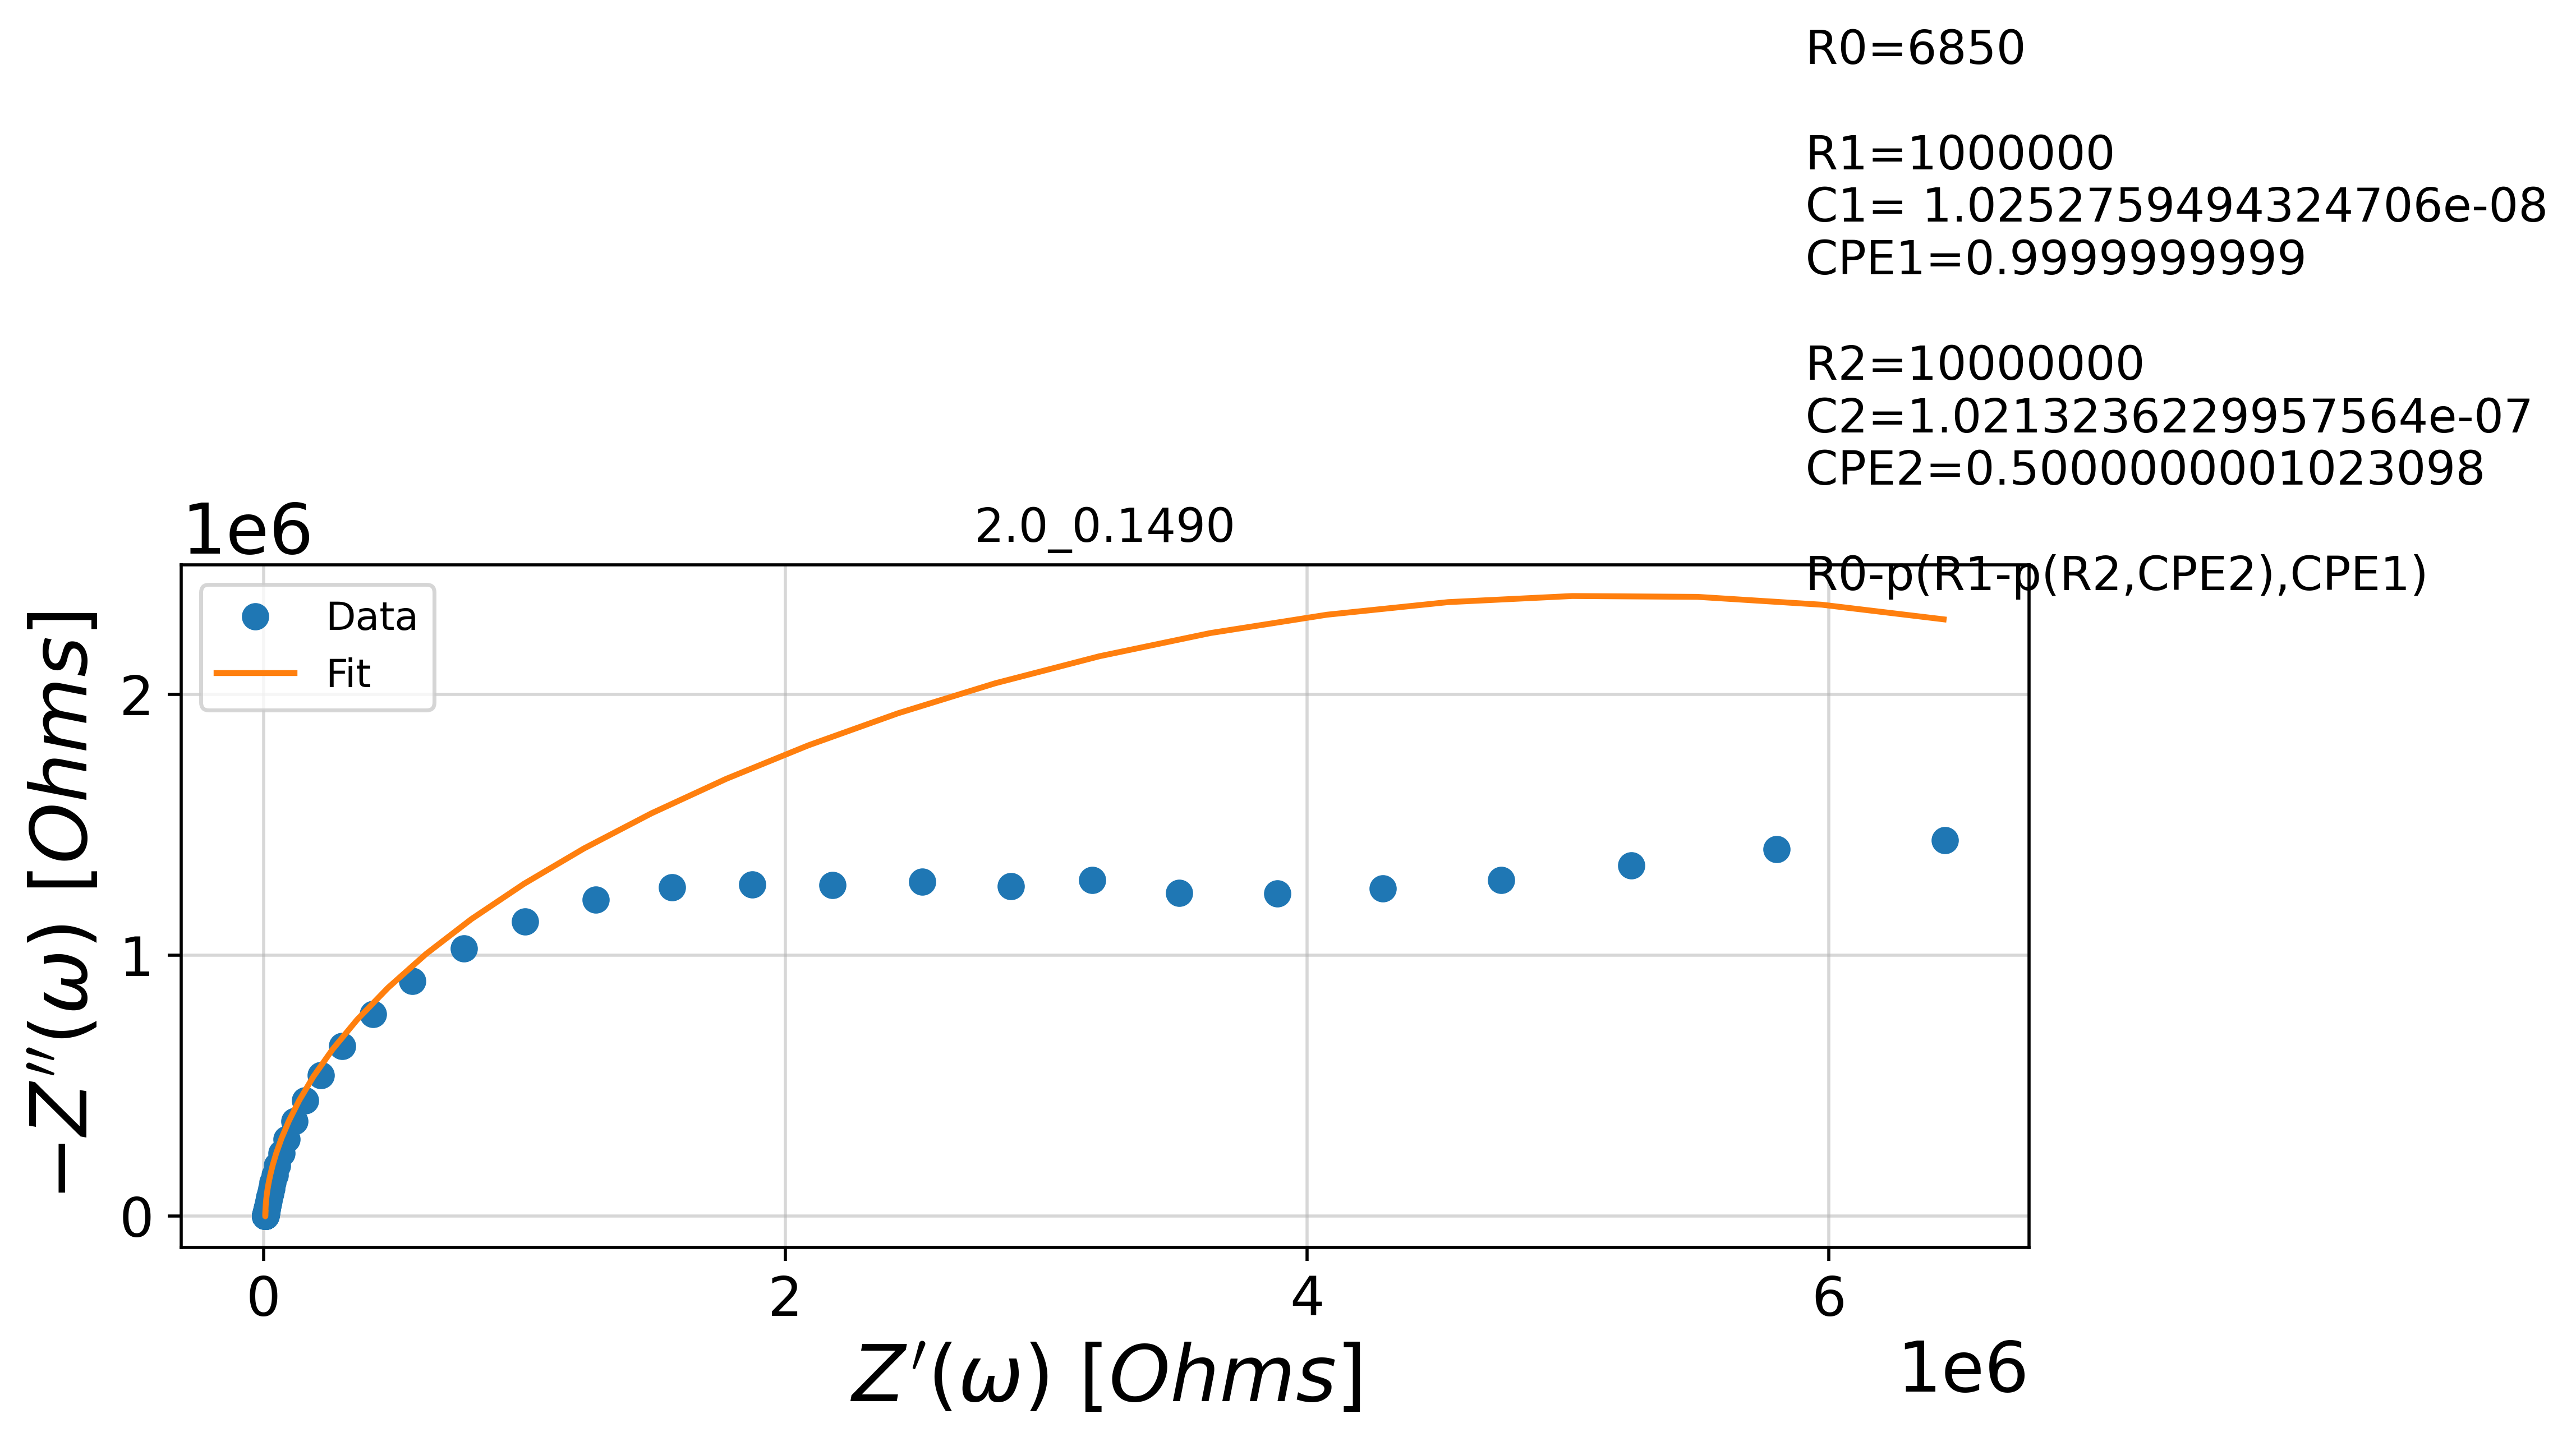 R0=6850
R1=1000000
C1= 1.0252759494324706e-08
CPE1=0.9999999999
R2=10000000
C2=1.0213236229957564e-07
CPE2=0.5000000001023098
R0-p(R1-p(R2,CPE2),CPE1)
1e6
2.0_0.1490
Data
Fit
2
1
0
−Z′′(ω) [Ohms]
0 2 4 6
Z′(ω) [Ohms]
1e6